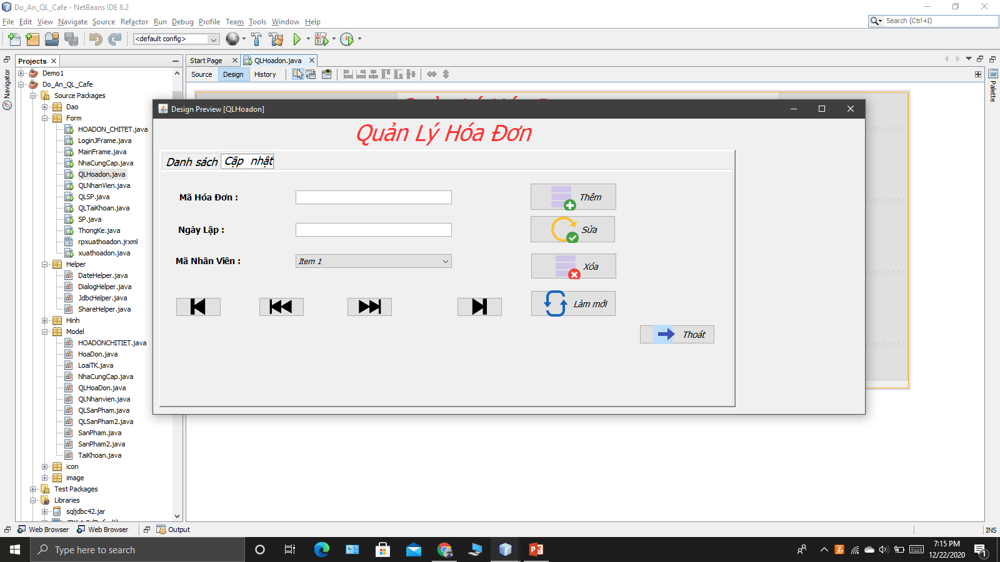 Do_An_QL_Cafe - NetBeans IDE 8.2
File Edit View Navigate Source Refactor Run Debug Profile Team Tools Window Help
Search (Ctrl+I)
<default config>
Projects
Start Page
QLHoadon.java
Navigator
Source Design History
Palette
Demo1
Do_An_QL_Cafe
Source Packages
Dao
Form
HOADON_CHITET.java
LoginJFrame.java
MainFrame.java
NhaCungCap.java
QLHoadon.java
QLNhanVien.java
QLSP.java
QLTaiKhoan.java
SP.java
ThongKe.java
rpxuathoadon.jrxml
xuathoadon.java
Helper
DateHelper.java
DialogHelper.java
JdbcHelper.java
ShareHelper.java
Hinh
Model
HOADONCHITIET.java
HoaDon.java
LoaiTK.java
NhaCungCap.java
QLHoaDon.java
QLNhanvien.java
QLSanPham.java
QLSanPham2.java
SanPham.java
SanPham2.java
TaiKhoan.java
icon
image
Test Packages
Libraries
sqljdbc42.jar
Design Preview [QLHoadon]
Quản Lý Hóa Đơn
Danh sách
Cập nhật
Mã Hóa Đơn :
Thêm
Ngày Lập :
Sửa
Mã Nhân Viên :
Item 1
Xóa
Làm mới
Thoát
Web Browser
Web Browser
Output
INS
Type here to search
7:15 PM
12/22/2020
1